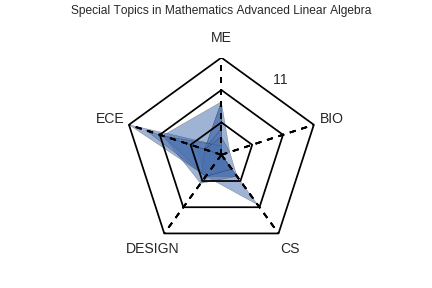 Special Topics in Mathematics Advanced Linear Algebra
ME
11
ECE
BIO
DESIGN
CS